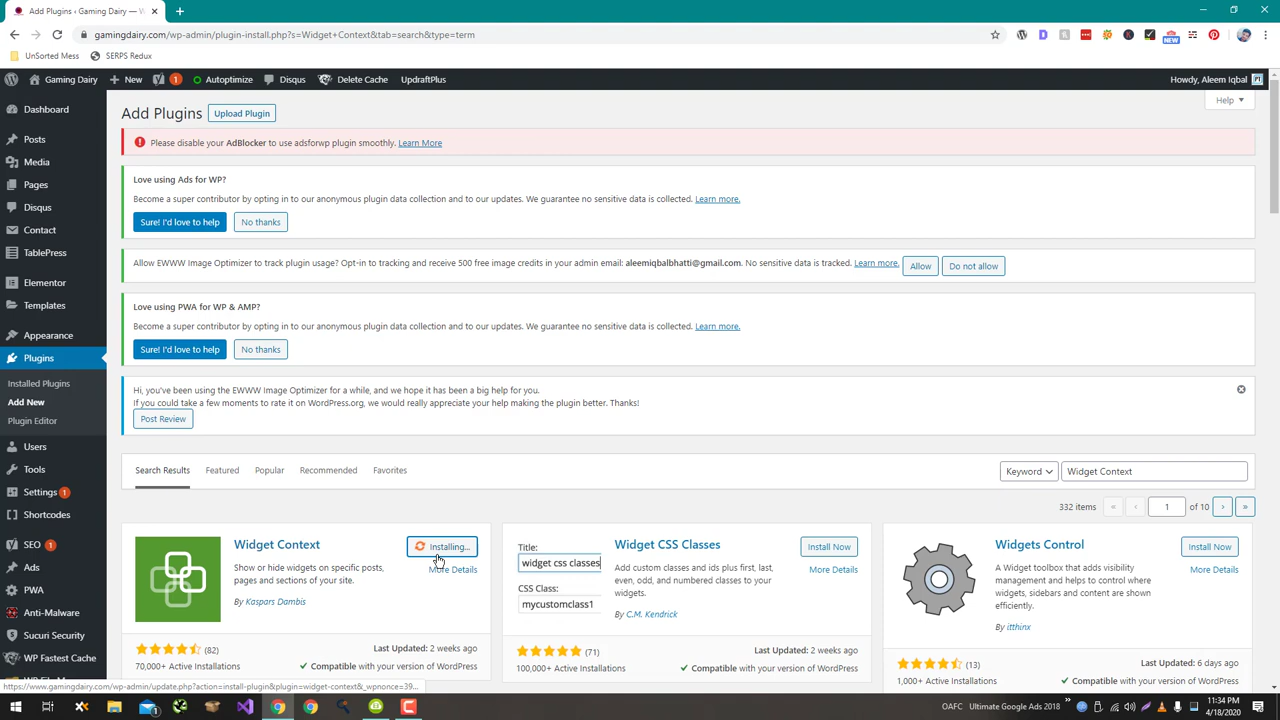 Add Plugins ‹ Gaming Dairy — W
gamingdairy.com/wp-admin/plugin-install.php?s=Widget+Context&tab=search&type=term
NEW
UnSorted Mess SERPS Redux
Gaming Dairy New 1 Autoptimize Disqus Delete Cache UpdraftPlus Howdy, Aleem Iqbal
Dashboard
Posts
Media
Pages
Disqus
Contact
TablePress
Elementor
Templates
Appearance
Plugins
Installed Plugins
Add New
Plugin Editor
Users
Tools
Settings 1
Shortcodes
SEO 1
Ads
PWA
Anti-Malware
Sucuri Security
WP Fastest Cache
Help
Add Plugins Upload Plugin
Please disable your AdBlocker to use adsforwp plugin smoothly. Learn More
Love using Ads for WP?
Become a super contributor by opting in to our anonymous plugin data collection and to our updates. We guarantee no sensitive data is collected. Learn more.
Sure! I'd love to help No thanks
Allow EWWW Image Optimizer to track plugin usage? Opt-in to tracking and receive 500 free image credits in your admin email: aleemiqbalbhatti@gmail.com. No sensitive data is tracked. Learn more. Allow Do not allow
Love using PWA for WP & AMP?
Become a super contributor by opting in to our anonymous plugin data collection and to our updates. We guarantee no sensitive data is collected. Learn more.
Sure! I'd love to help No thanks
Hi, you've been using the EWWW Image Optimizer for a while, and we hope it has been a big help for you.
If you could take a few moments to rate it on WordPress.org, we would really appreciate your help making the plugin better. Thanks!
Post Review
Search Results Featured Popular Recommended Favorites Keyword Widget Context
332 items « ‹ 1 of 10 › »
Widget Context
Installing...
Show or hide widgets on specific posts, pages and sections of your site.
More Details
By Kaspars Dambis
(82)
70,000+ Active Installations
Last Updated: 2 weeks ago
Compatible with your version of WordPress
Title:
widget css classes
CSS Class:
mycustomclass1
Widget CSS Classes
Install Now
Add custom classes and ids plus first, last,
even, odd, and numbered classes to your
widgets.
More Details
By C.M. Kendrick
(71)
100,000+ Active Installations
Last Updated: 2 weeks ago
Compatible with your version of WordPress
Widgets Control
Install Now
A Widget toolbox that adds visibility
management and helps to control where
widgets, sidebars and content are shown
efficiently.
More Details
By itthinx
(13)
1,000+ Active Installations
Last Updated: 6 days ago
Compatible with your version of WordPress
https://www.gamingdairy.com/wp-admin/update.php?action=install-plugin&plugin=widget-context&_wpnonce=39...
OAFC Ultimate Google Ads 2018 11:34 PM
4/18/2020